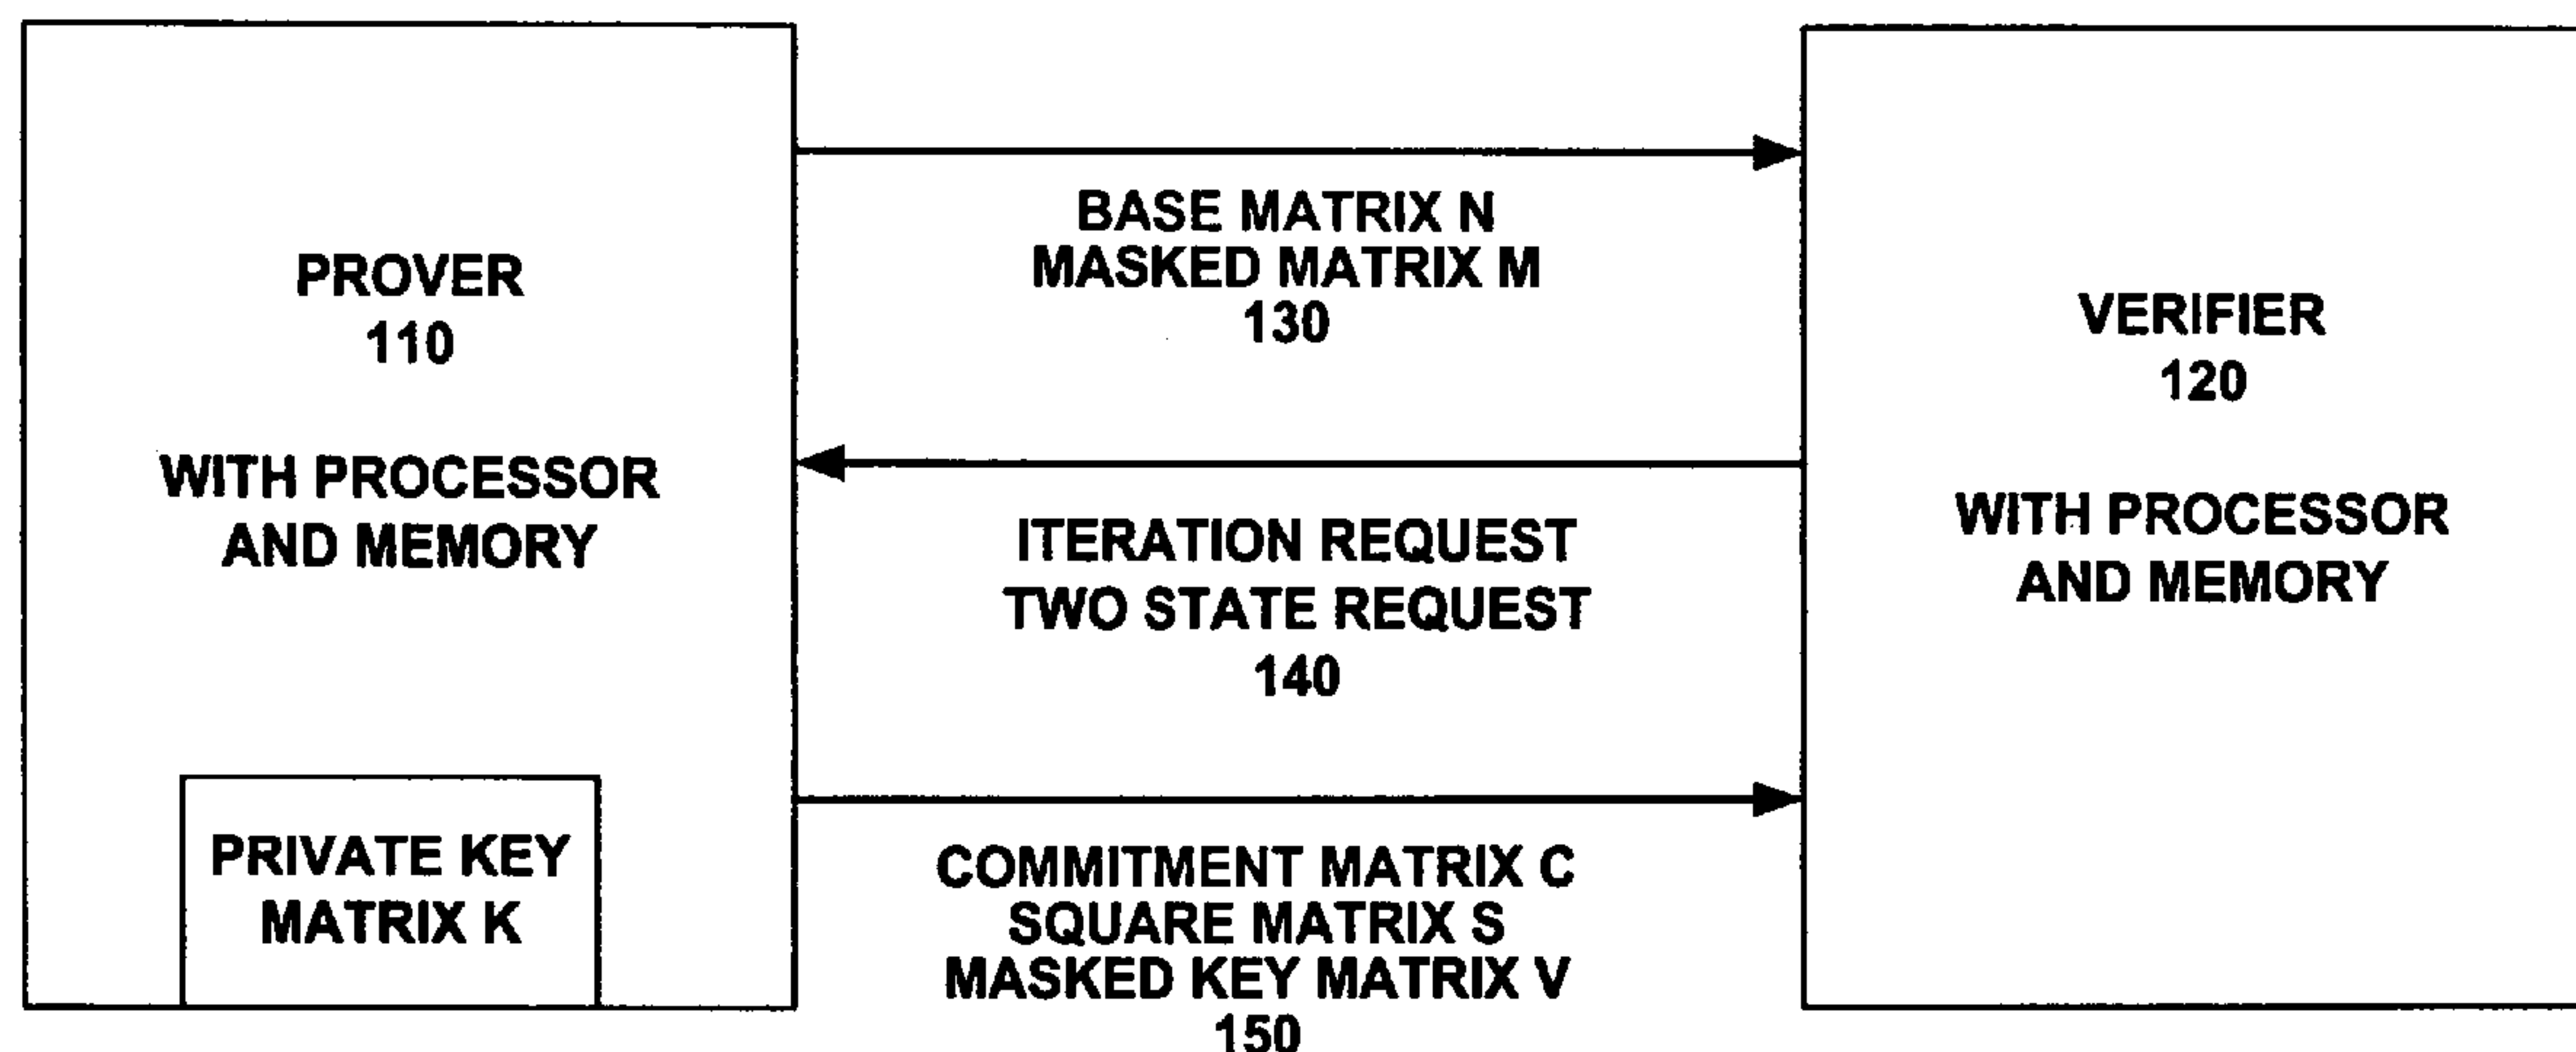 PROVER
110
WITH PROCESSOR
AND MEMORY
PRIVATE KEY
MATRIX K
BASE MATRIX N
MASKED MATRIX M
130
ITERATION REQUEST
TWO STATE REQUEST
140
COMMITMENT MATRIX C
SQUARE MATRIX S
MASKED KEY MATRIX V
150
VERIFIER
120
WITH PROCESSOR
AND MEMORY